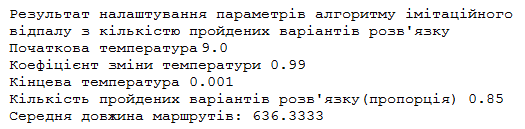 Результат налаштування параметрів алгоритму імітаційного
відпалу з кількістю пройдених варіантів розв'язку
Початкова температура 9.0
Коефіцієнт зміни температури 0.99
Кінцева температура 0.001
Кількість пройдених варіантів розв'язку(пропорція) 0.85
Середня довжина маршрутів: 636.3333